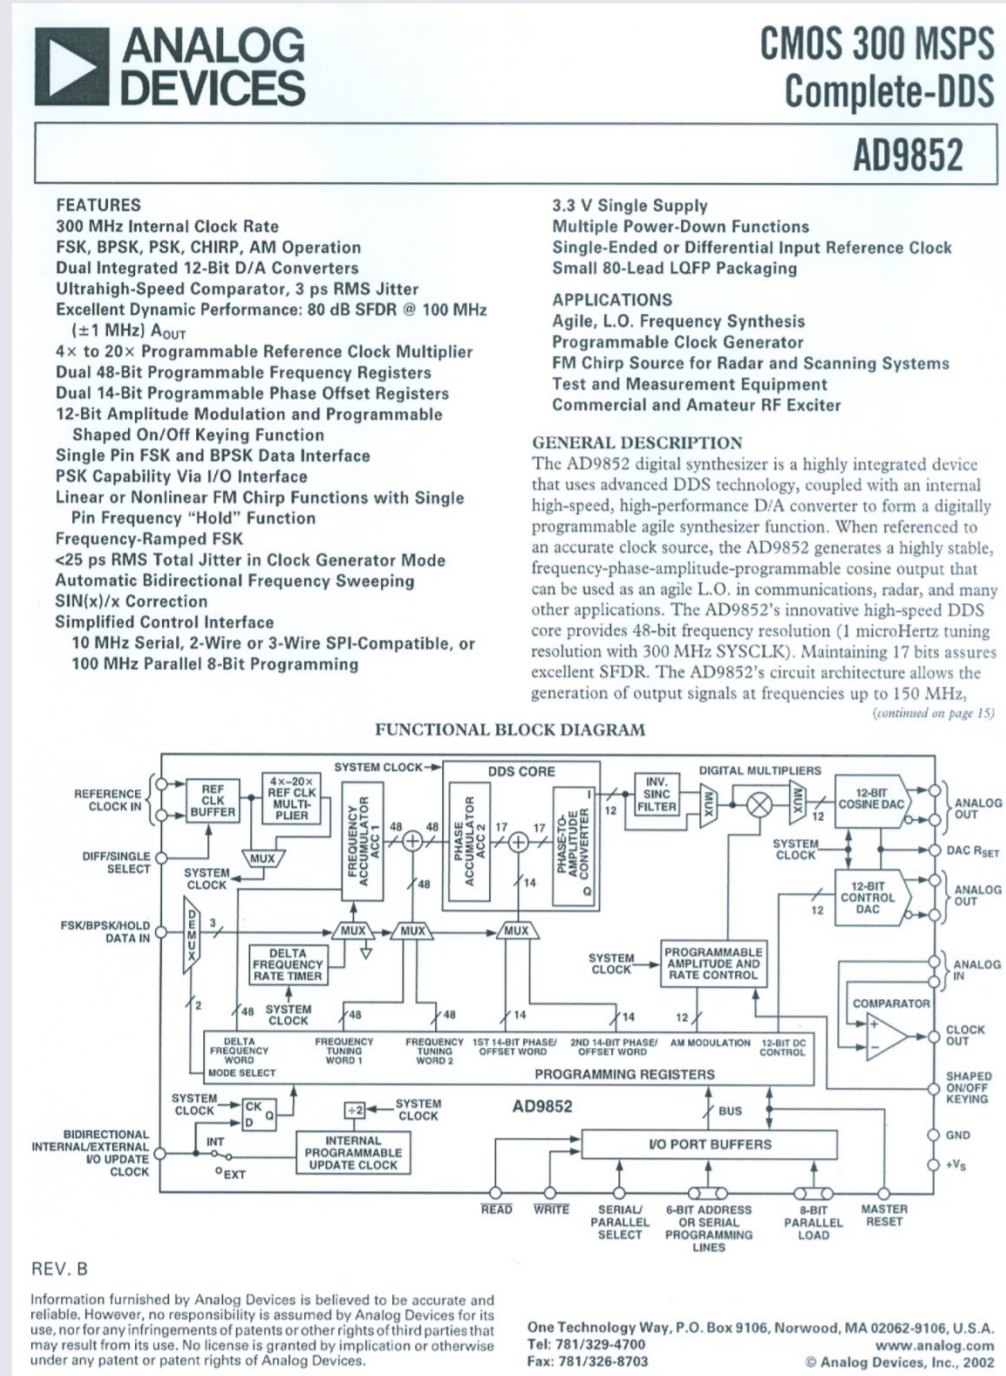 ANALOG
DEVICES
CMOS 300 MSPS
Complete-DDS
AD9852
FEATURES
300 MHz Internal Clock Rate
FSK, BPSK, PSK, CHIRP, AM Operation
Dual Integrated 12-Bit D/A Converters
Ultrahigh-Speed Comparator, 3 ps RMS Jitter
Excellent Dynamic Performance: 80 dB SFDR @ 100 MHz
(±1 MHz) AOUT
4× to 20× Programmable Reference Clock Multiplier
Dual 48-Bit Programmable Frequency Registers
Dual 14-Bit Programmable Phase Offset Registers
12-Bit Amplitude Modulation and Programmable
Shaped On/Off Keying Function
Single Pin FSK and BPSK Data Interface
PSK Capability Via I/O Interface
Linear or Nonlinear FM Chirp Functions with Single
Pin Frequency “Hold” Function
Frequency-Ramped FSK
<25 ps RMS Total Jitter in Clock Generator Mode
Automatic Bidirectional Frequency Sweeping
SIN(x)/x Correction
Simplified Control Interface
10 MHz Serial, 2-Wire or 3-Wire SPI-Compatible, or
100 MHz Parallel 8-Bit Programming
3.3 V Single Supply
Multiple Power-Down Functions
Single-Ended or Differential Input Reference Clock
Small 80-Lead LQFP Packaging
APPLICATIONS
Agile, L.O. Frequency Synthesis
Programmable Clock Generator
FM Chirp Source for Radar and Scanning Systems
Test and Measurement Equipment
Commercial and Amateur RF Exciter
GENERAL DESCRIPTION
The AD9852 digital synthesizer is a highly integrated device
that uses advanced DDS technology, coupled with an internal
high-speed, high-performance D/A converter to form a digitally
programmable agile synthesizer function. When referenced to
an accurate clock source, the AD9852 generates a highly stable,
frequency-phase-amplitude-programmable cosine output that
can be used as an agile L.O. in communications, radar, and many
other applications. The AD9852’s innovative high-speed DDS
core provides 48-bit frequency resolution (1 microHertz tuning
resolution with 300 MHz SYSCLK). Maintaining 17 bits assures
excellent SFDR. The AD9852’s circuit architecture allows the
generation of output signals at frequencies up to 150 MHz,
(continued on page 15)
FUNCTIONAL BLOCK DIAGRAM
REFERENCE
CLOCK IN
REF
CLK
BUFFER
4×–20×
REF CLK
MULTI-
PLIER
MUX
DIFF/SINGLE
SELECT
SYSTEM
CLOCK
SYSTEM CLOCK
FREQUENCY
ACCUMULATOR
ACC 1
48
48
48
DDS CORE
PHASE
ACCUMULATOR
ACC 2
17
17
14
PHASE-TO-
AMPLITUDE
CONVERTER
I
Q
12
INV.
SINC
FILTER
DIGITAL MULTIPLIERS
MUX
MUX
12
12-BIT
COSINE DAC
ANALOG
OUT
SYSTEM
CLOCK
DAC RSET
12
12-BIT
CONTROL
DAC
ANALOG
OUT
FSK/BPSK/HOLD
DATA IN
DEMUX
3
2
MUX
MUX
MUX
DELTA
FREQUENCY
RATE TIMER
SYSTEM
CLOCK
SYSTEM
CLOCK
PROGRAMMABLE
AMPLITUDE AND
RATE CONTROL
ANALOG
IN
COMPARATOR
+
−
CLOCK
OUT
48
48
48
14
14
12
DELTA
FREQUENCY
WORD
FREQUENCY
TUNING
WORD 1
FREQUENCY
TUNING
WORD 2
1ST 14-BIT PHASE/
OFFSET WORD
2ND 14-BIT PHASE/
OFFSET WORD
AM MODULATION
12-BIT DC
CONTROL
MODE SELECT
PROGRAMMING REGISTERS
SHAPED
ON/OFF
KEYING
SYSTEM
CLOCK
CK
Q
D
÷2
SYSTEM
CLOCK
AD9852
BUS
BIDIRECTIONAL
INTERNAL/EXTERNAL
I/O UPDATE
CLOCK
INT
EXT
INTERNAL
PROGRAMMABLE
UPDATE CLOCK
I/O PORT BUFFERS
GND
+VS
READ
WRITE
SERIAL/
PARALLEL
SELECT
6-BIT ADDRESS
OR SERIAL
PROGRAMMING
LINES
8-BIT
PARALLEL
LOAD
MASTER
RESET
REV. B
Information furnished by Analog Devices is believed to be accurate and
reliable. However, no responsibility is assumed by Analog Devices for its
use, nor for any infringements of patents or other rights of third parties that
may result from its use. No license is granted by implication or otherwise
under any patent or patent rights of Analog Devices.
One Technology Way, P.O. Box 9106, Norwood, MA 02062-9106, U.S.A.
Tel: 781/329-4700
www.analog.com
Fax: 781/326-8703
© Analog Devices, Inc., 2002